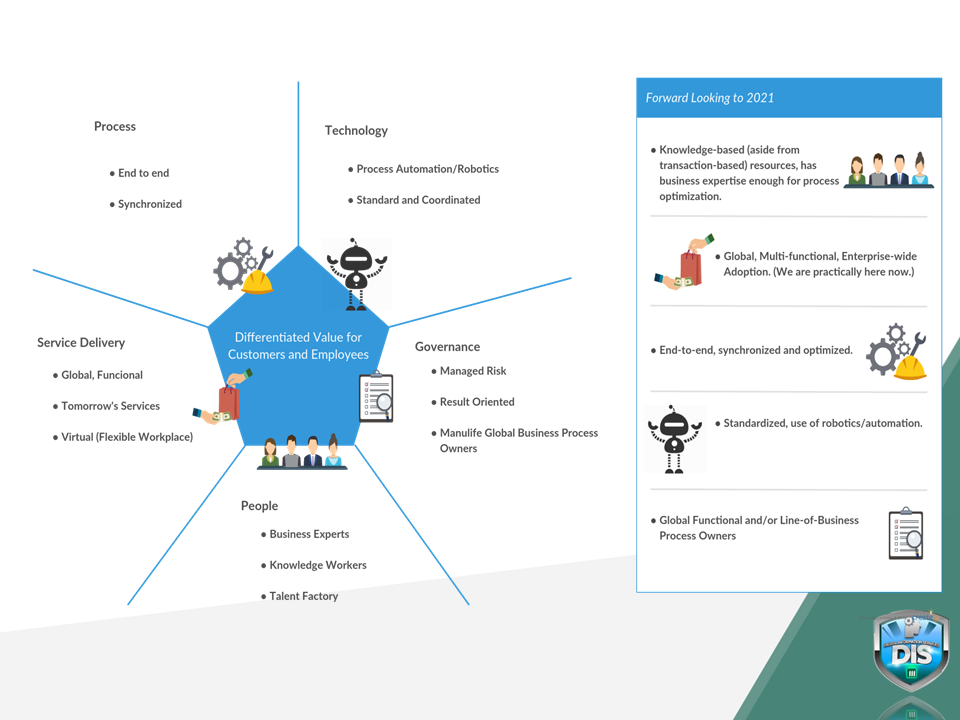 Process
• End to end
• Synchronized
Technology
• Process Automation/Robotics
• Standard and Coordinated
Differentiated Value for
Customers and Employees
Service Delivery
• Global, Funcional
• Tomorrow's Services
• Virtual (Flexible Workplace)
Governance
• Managed Risk
• Result Oriented
• Manulife Global Business Process
Owners
People
• Business Experts
• Knowledge Workers
• Talent Factory
Forward Looking to 2021
• Knowledge-based (aside from
transaction-based) resources, has
business expertise enough for process
optimization.
• Global, Multi-functional, Enterprise-wide
Adoption. (We are practically here now.)
• End-to-end, synchronized and optimized.
• Standardized, use of robotics/automation.
• Global Functional and/or Line-of-Business
Process Owners
DIS